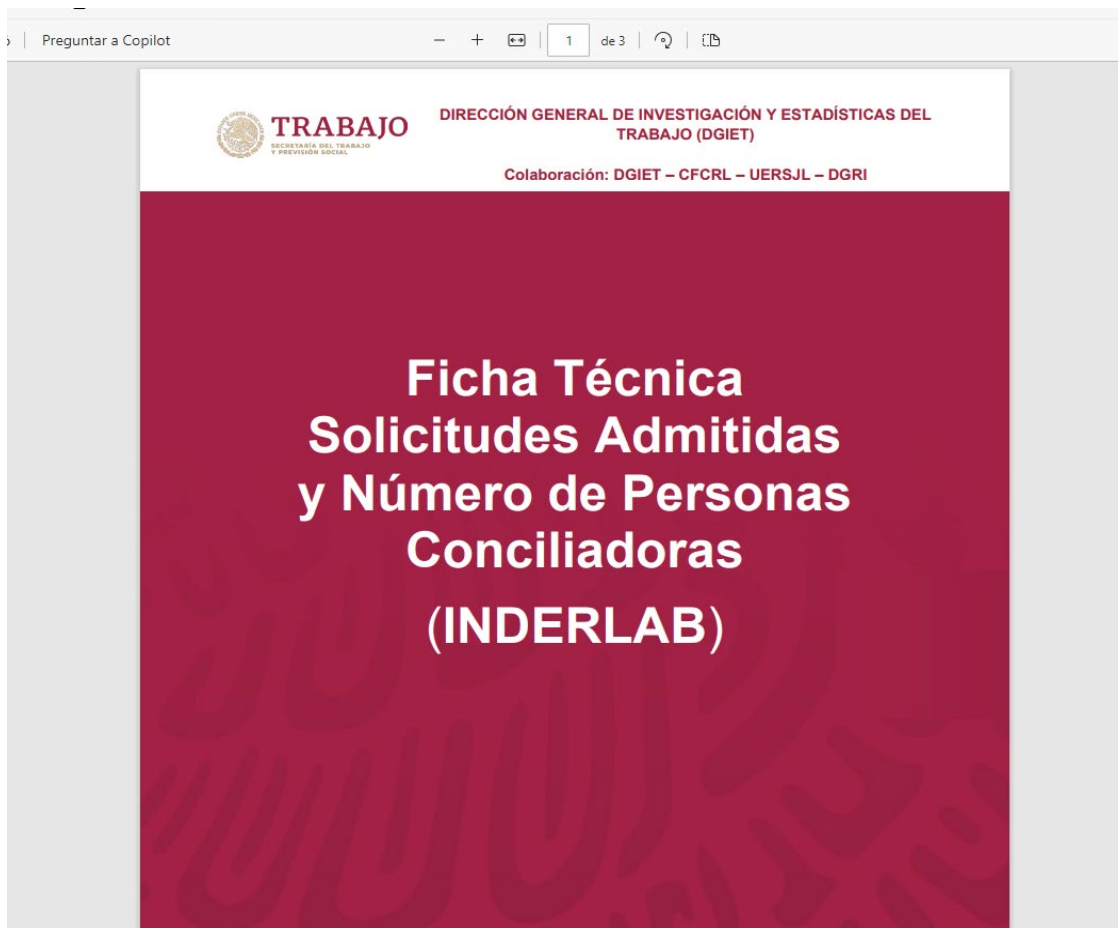 Preguntar a Copilot
1 de 3
TRABAJO
SECRETARÍA DEL TRABAJO
Y PREVISIÓN SOCIAL
DIRECCIÓN GENERAL DE INVESTIGACIÓN Y ESTADÍSTICAS DEL
TRABAJO (DGIET)
Colaboración: DGIET – CFCRL – UERSJL – DGRI
Ficha Técnica
Solicitudes Admitidas
y Número de Personas
Conciliadoras
(INDERLAB)